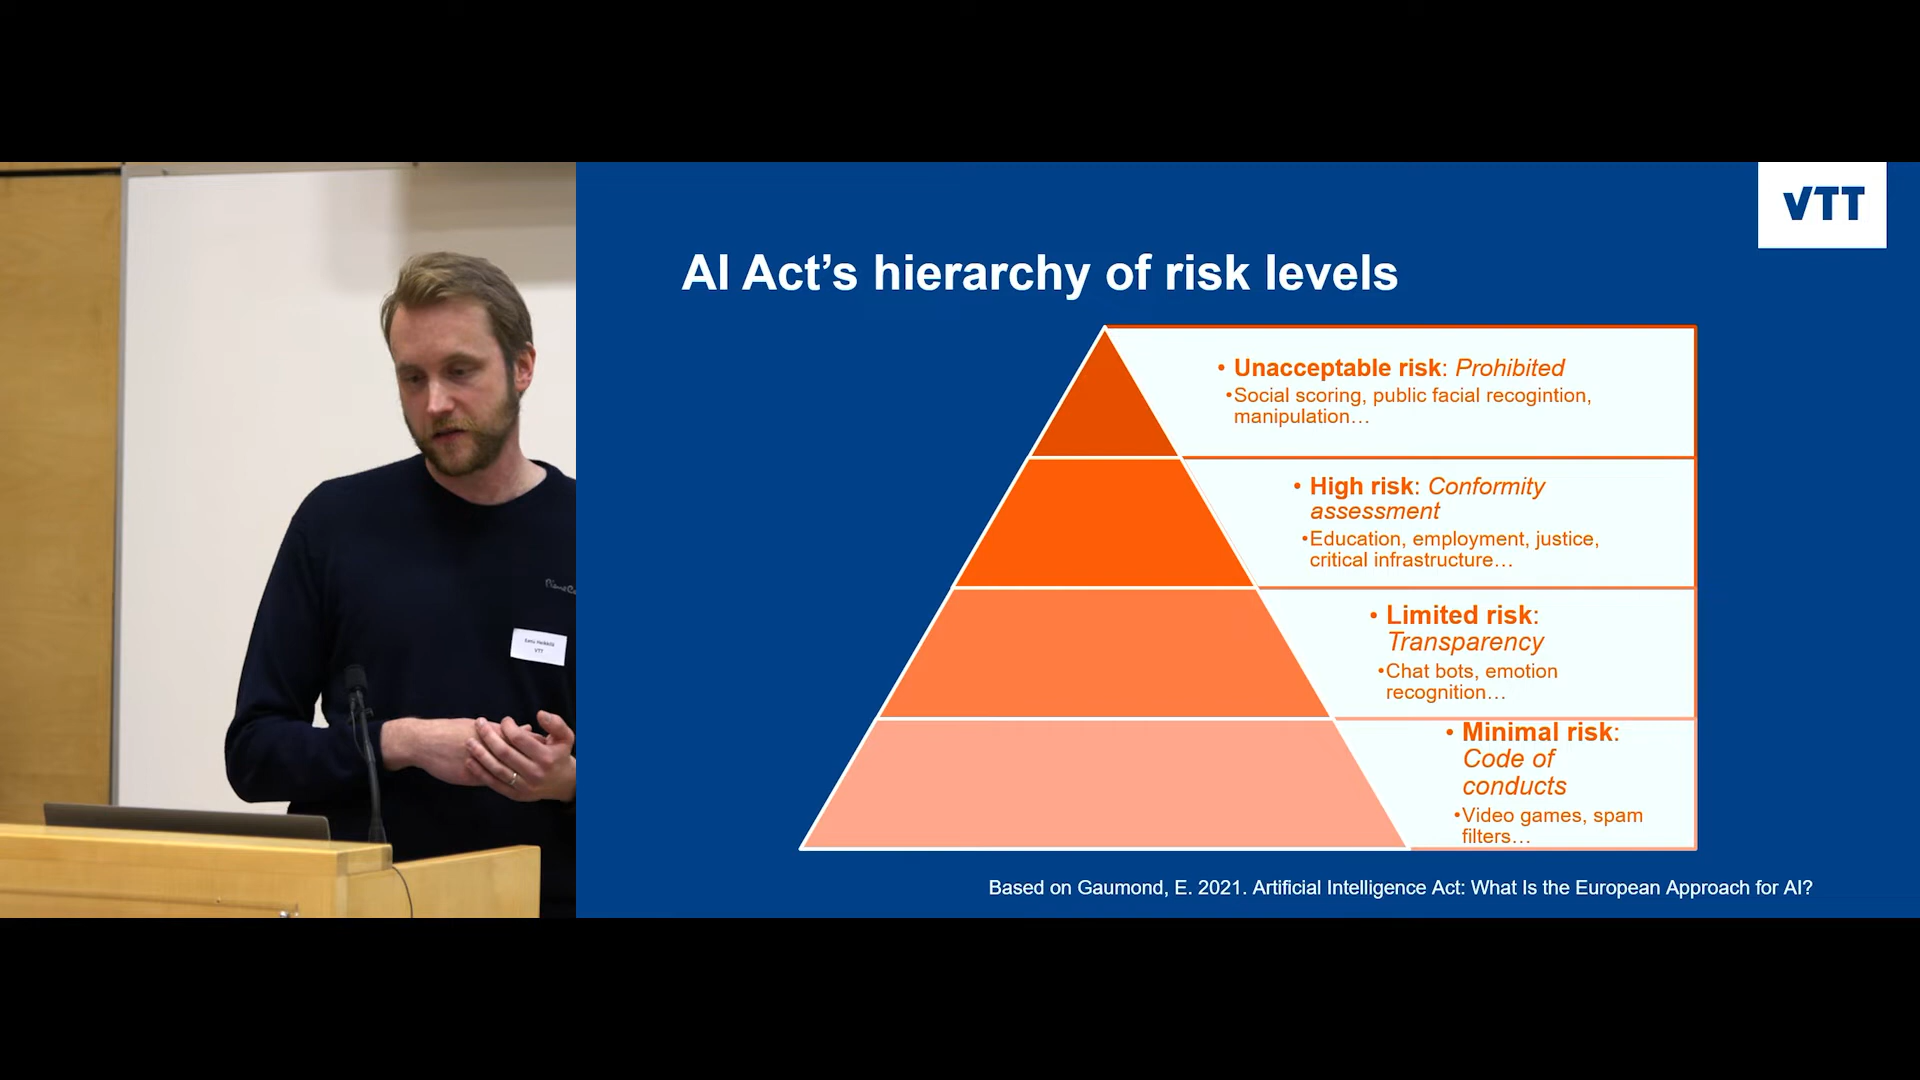 VTT
AI Act’s hierarchy of risk levels
• Unacceptable risk: Prohibited
•Social scoring, public facial recogintion,
manipulation…
• High risk: Conformity
assessment
•Education, employment, justice,
critical infrastructure…
• Limited risk:
Transparency
•Chat bots, emotion
recognition…
• Minimal risk:
Code of
conducts
•Video games, spam
filters…
Based on Gaumond, E. 2021. Artificial Intelligence Act: What Is the European Approach for AI?
VTT